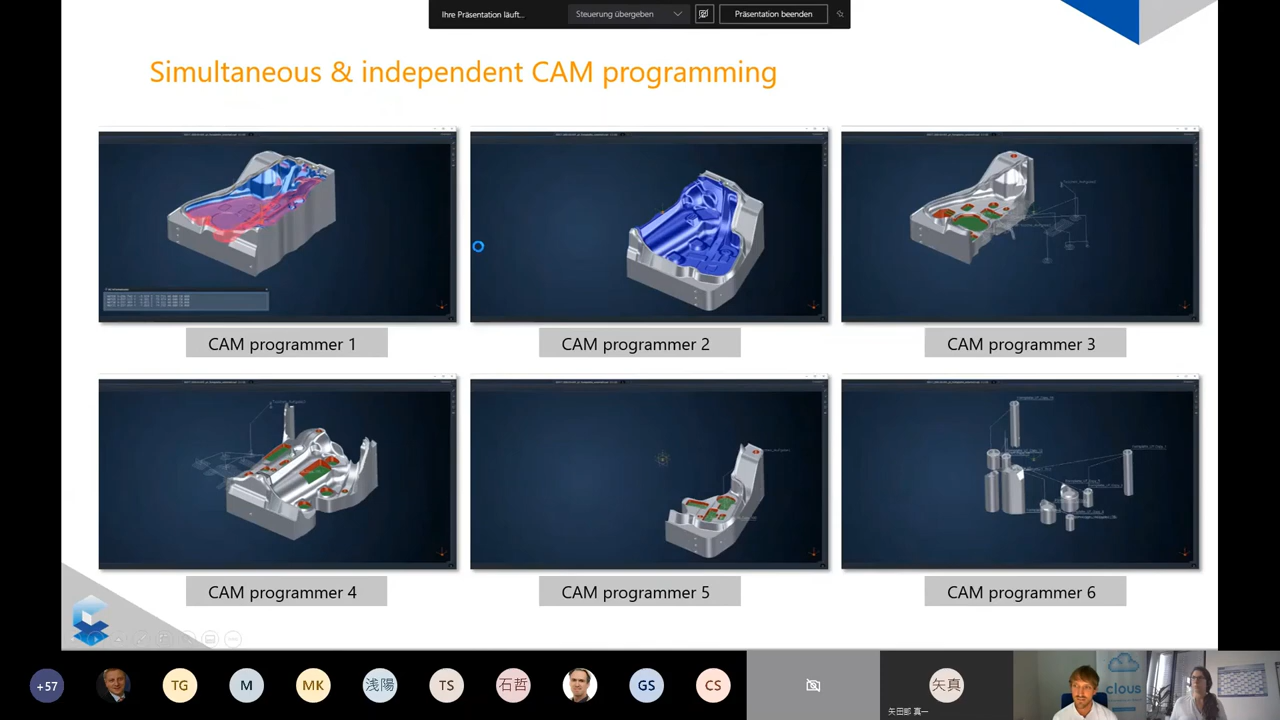 Ihre Präsentation läuft...
Steuerung übergeben
Präsentation beenden
Simultaneous & independent CAM programming
CAM programmer 1
CAM programmer 2
CAM programmer 3
CAM programmer 4
CAM programmer 5
CAM programmer 6
+57
TG
M
MK
浅陽
TS
石哲
GS
CS
矢真
矢田部 真一
clous